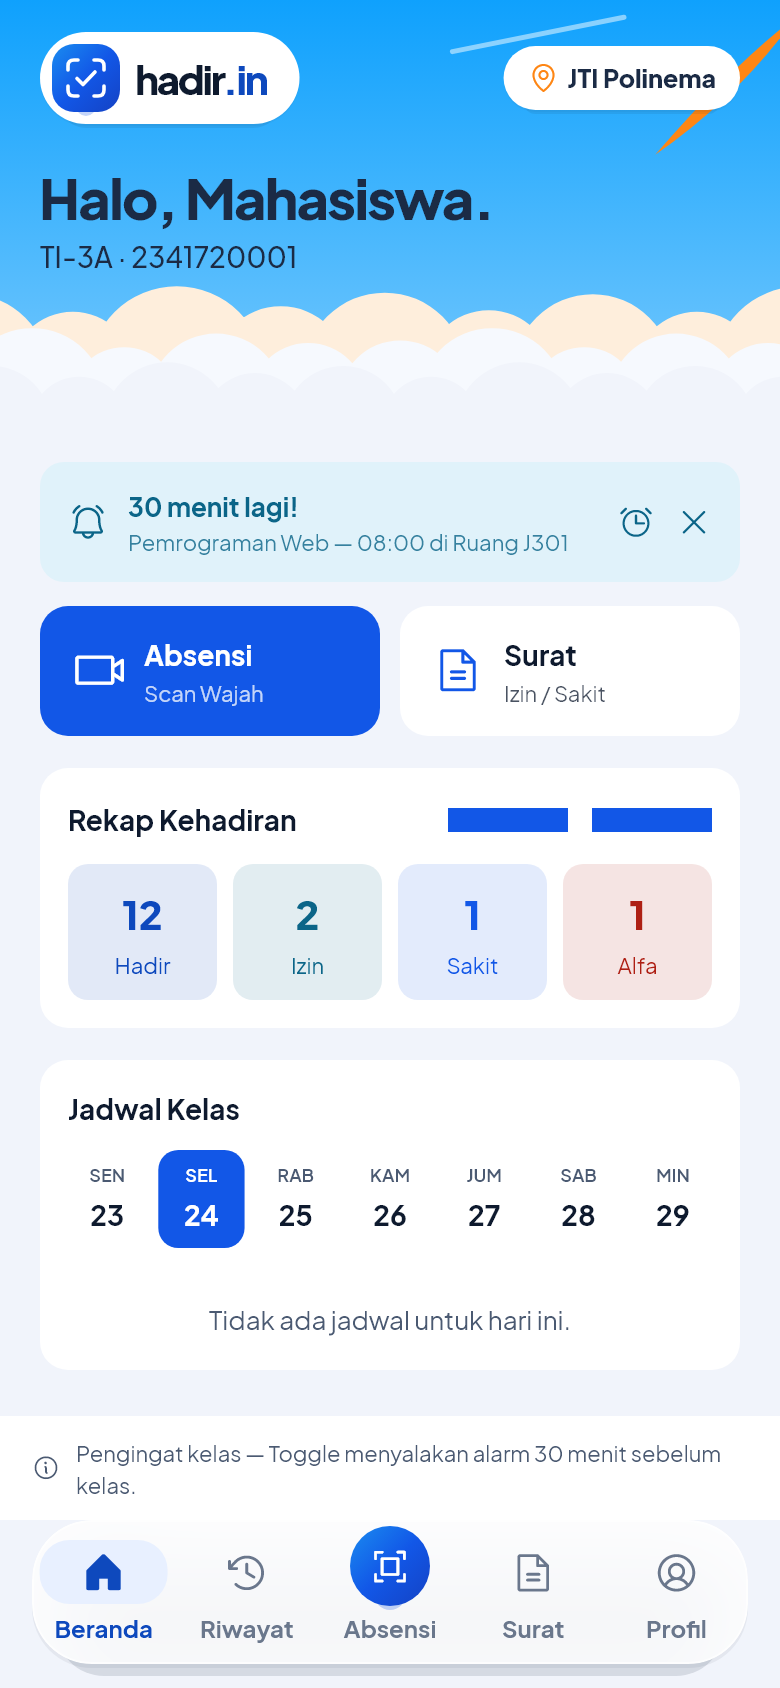 hadir.in
JTI Polinema
Halo, Mahasiswa.
TI-3A · 2341720001
30 menit lagi!
Pemrograman Web — 08:00 di Ruang J301
Absensi
Scan Wajah
Surat
Izin / Sakit
Rekap Kehadiran
12
Hadir
2
Izin
1
Sakit
1
Alfa
Jadwal Kelas
SEN SEL RAB KAM JUM SAB MIN
23 24 25 26 27 28 29
Tidak ada jadwal untuk hari ini.
Pengingat kelas — Toggle menyalakan alarm 30 menit sebelum
kelas.
Beranda Riwayat Absensi Surat Profil